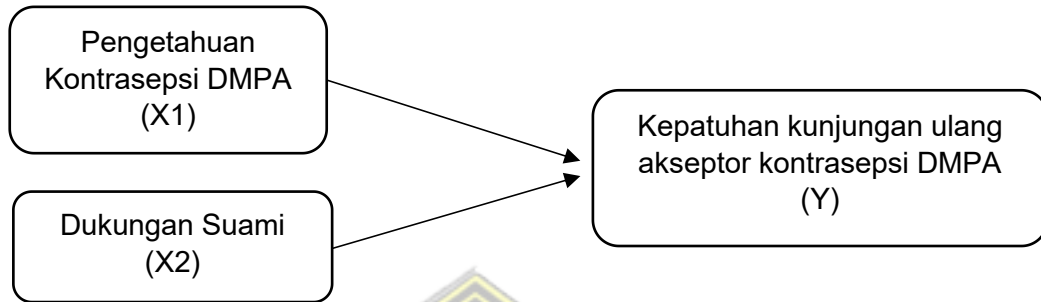 Pengetahuan
Kontrasepsi DMPA
(X1)
Kepatuhan kunjungan ulang
akseptor kontrasepsi DMPA
(Y)
Dukungan Suami
(X2)